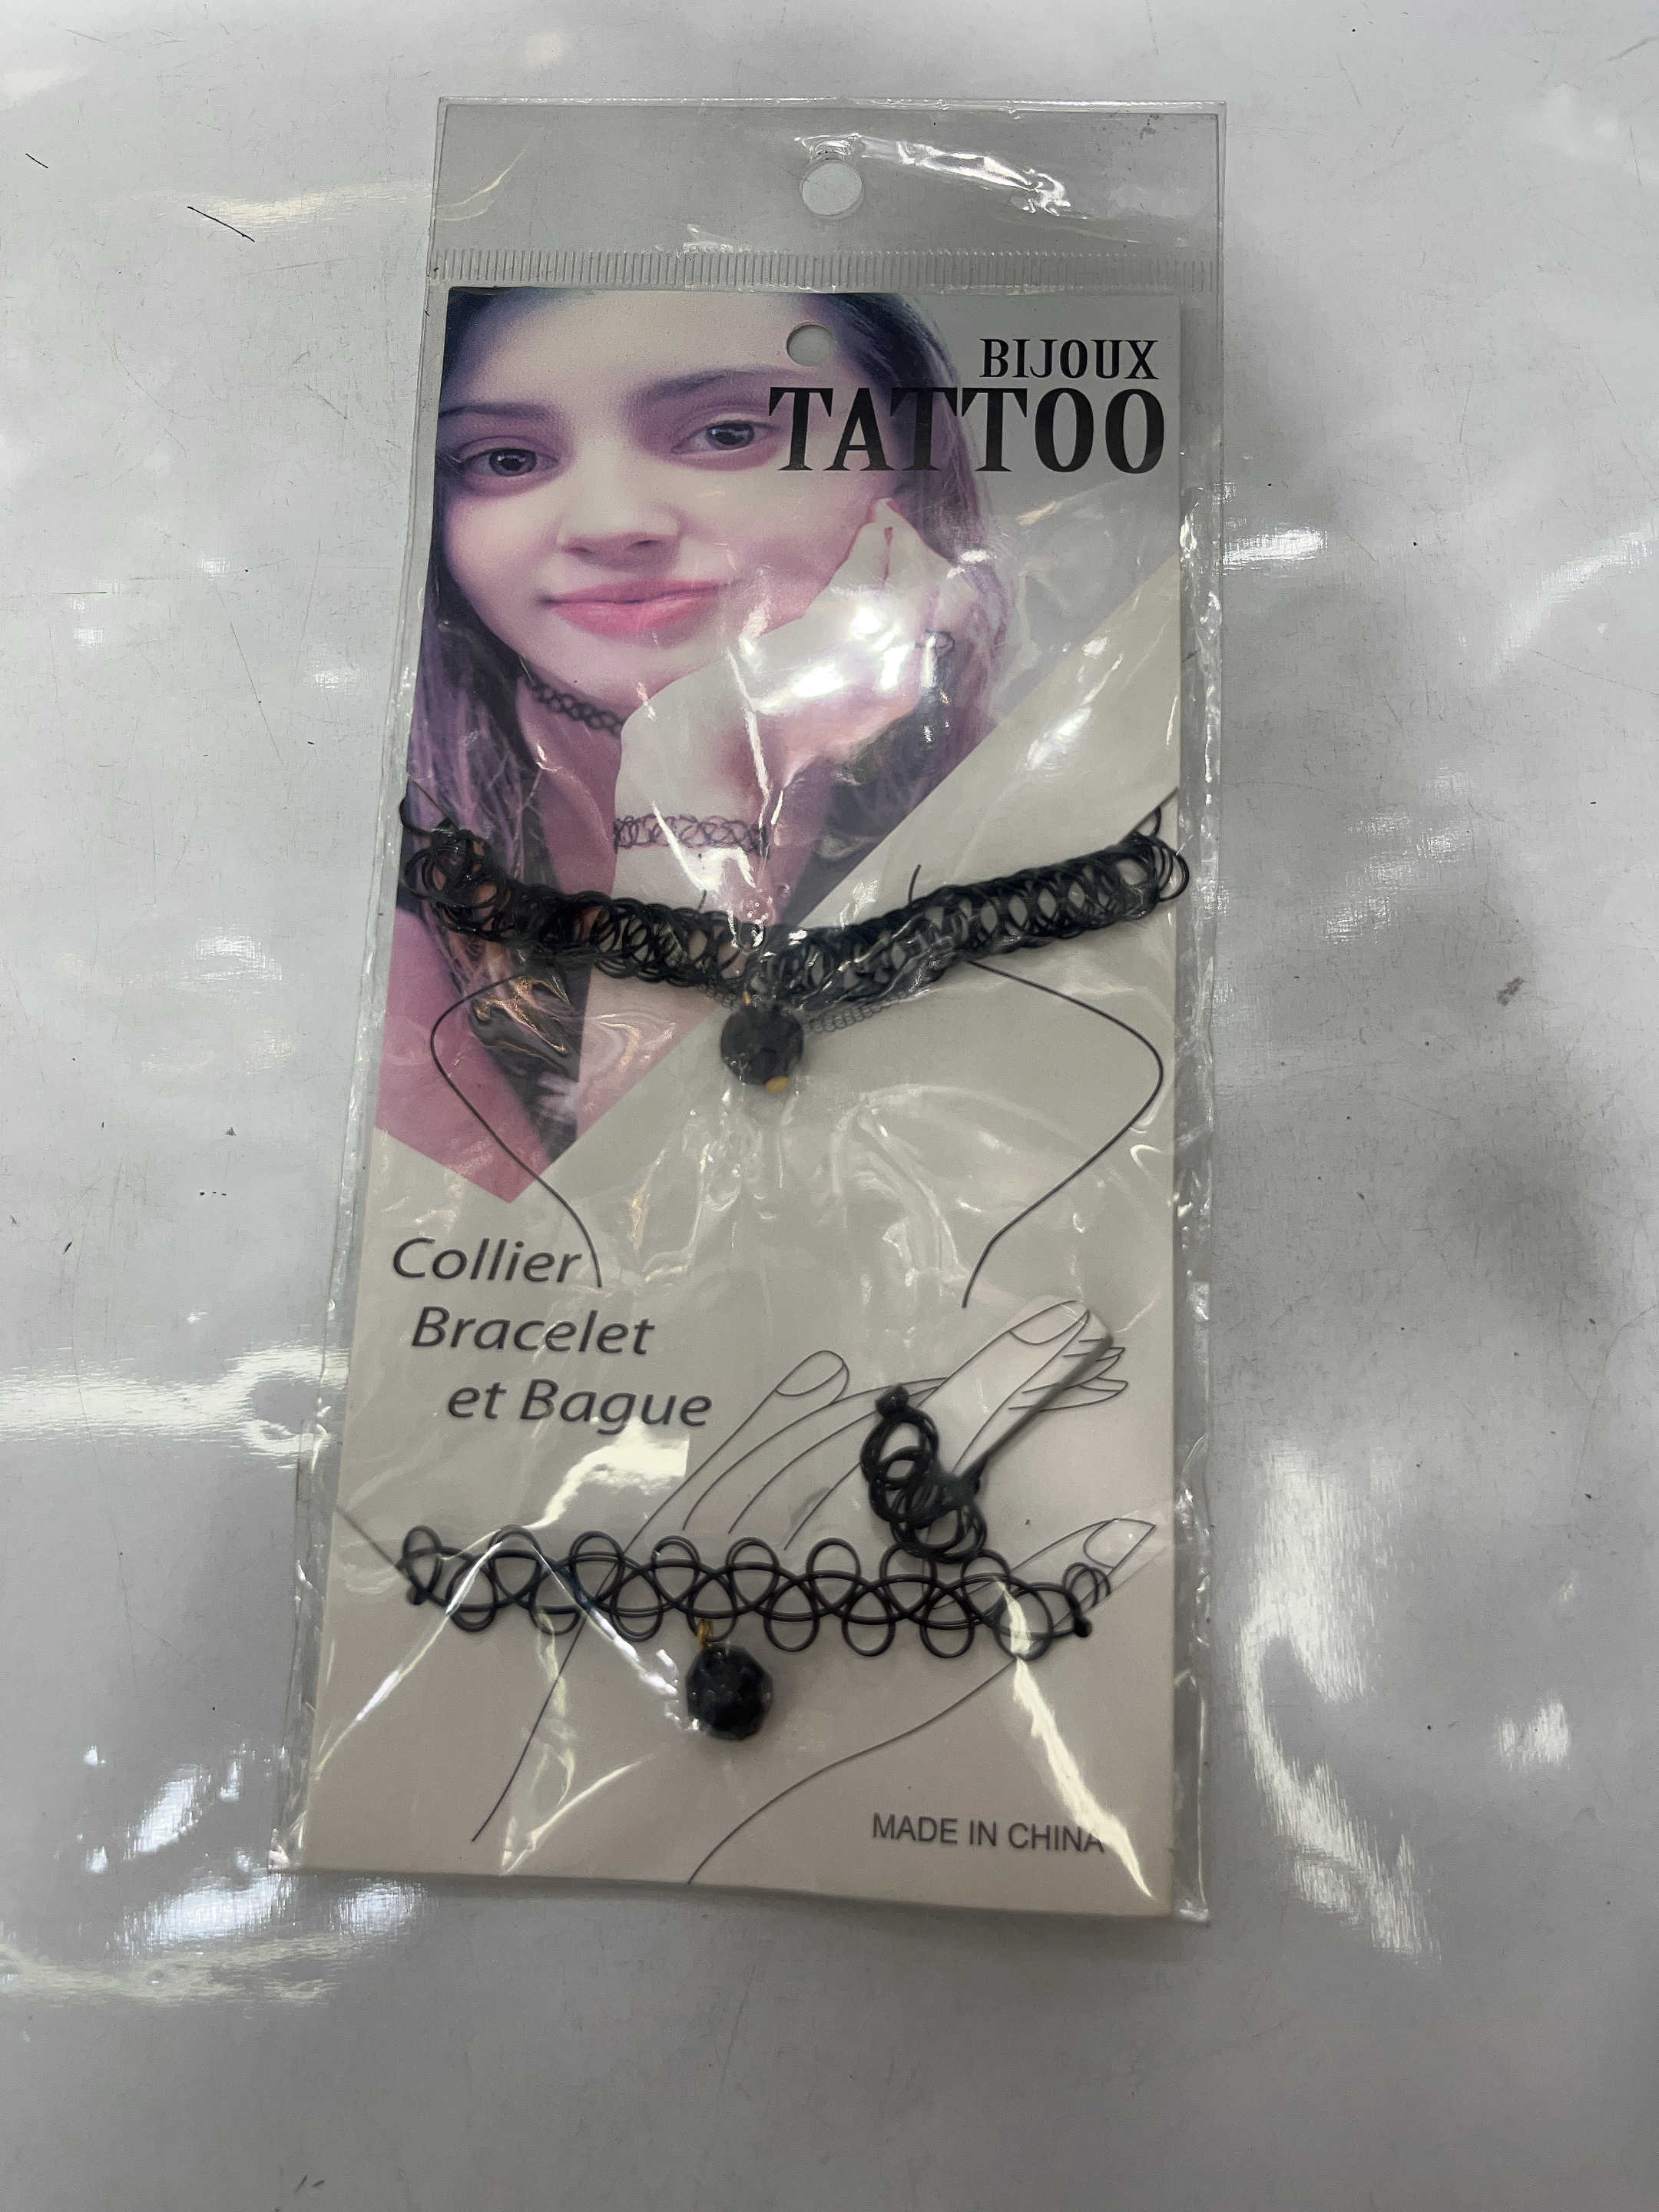 BIJOUX
TATTOO
Collier
Bracelet
et Bague
MADE IN CHINA